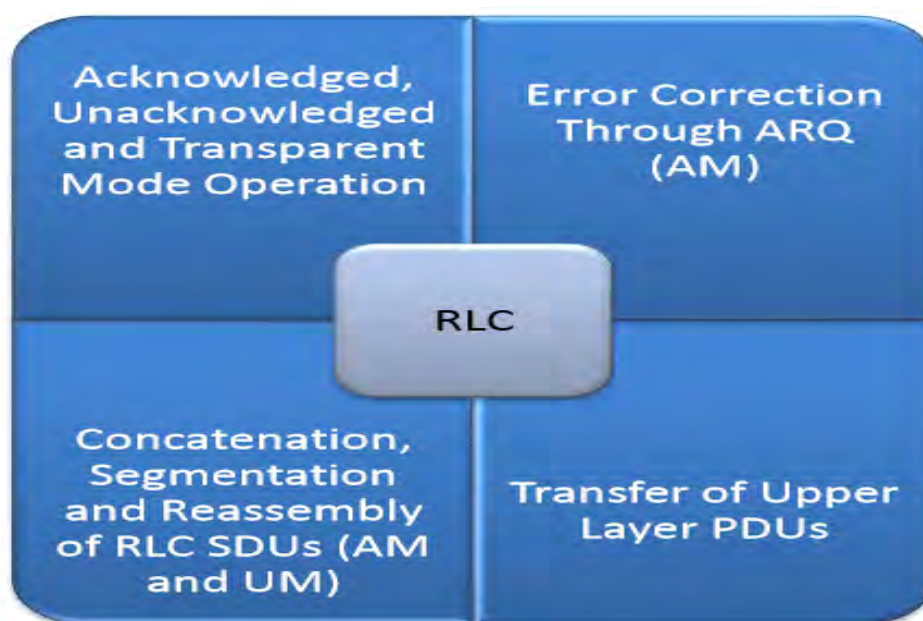 Acknowledged,
Unacknowledged
and Transparent
Mode Operation
Error Correction
Through ARQ
(AM)
RLC
Concatenation,
Segmentation
and Reassembly
of RLC SDUs (AM
and UM)
Transfer of Upper
Layer PDUs